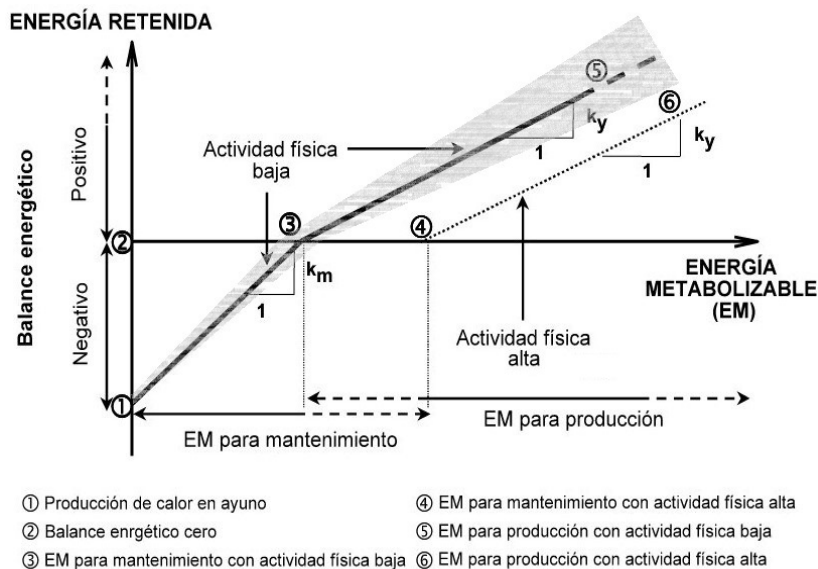 ENERGÍA RETENIDA
⑤
⑥
k_y
1
k_y
1
Actividad física
baja
Positivo
Balance energético
Negativo
③
④
②
k_m
1
ENERGÍA
METABOLIZABLE
(EM)
Actividad física
alta
①
EM para mantenimiento
EM para producción
① Producción de calor en ayuno
② Balance enrgético cero
③ EM para mantenimiento con actividad física baja
④ EM para mantenimiento con actividad física alta
⑤ EM para producción con actividad física baja
⑥ EM para producción con actividad física alta